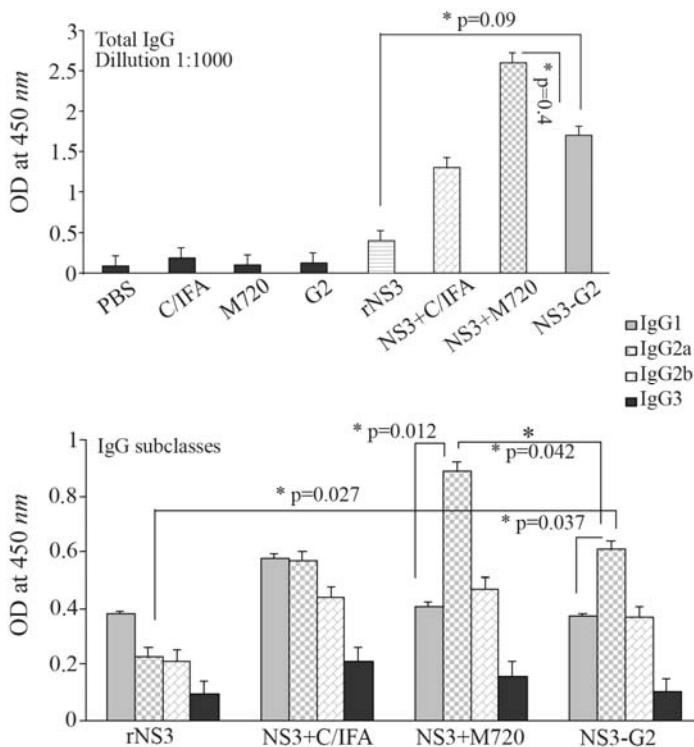 Total IgG
Dillution 1:1000
* p=0.09
* p=0.4
OD at 450 nm
3
2.5
2
1.5
1
0.5
0
PBS
C/IFA
M720
G2
rNS3
NS3+C/IFA
NS3+M720
NS3-G2
IgG1
IgG2a
IgG2b
IgG3
IgG subclasses
* p=0.012
*
* p=0.042
* p=0.027
* p=0.037
OD at 450 nm
1
0.8
0.6
0.4
0.2
0
rNS3
NS3+C/IFA
NS3+M720
NS3-G2